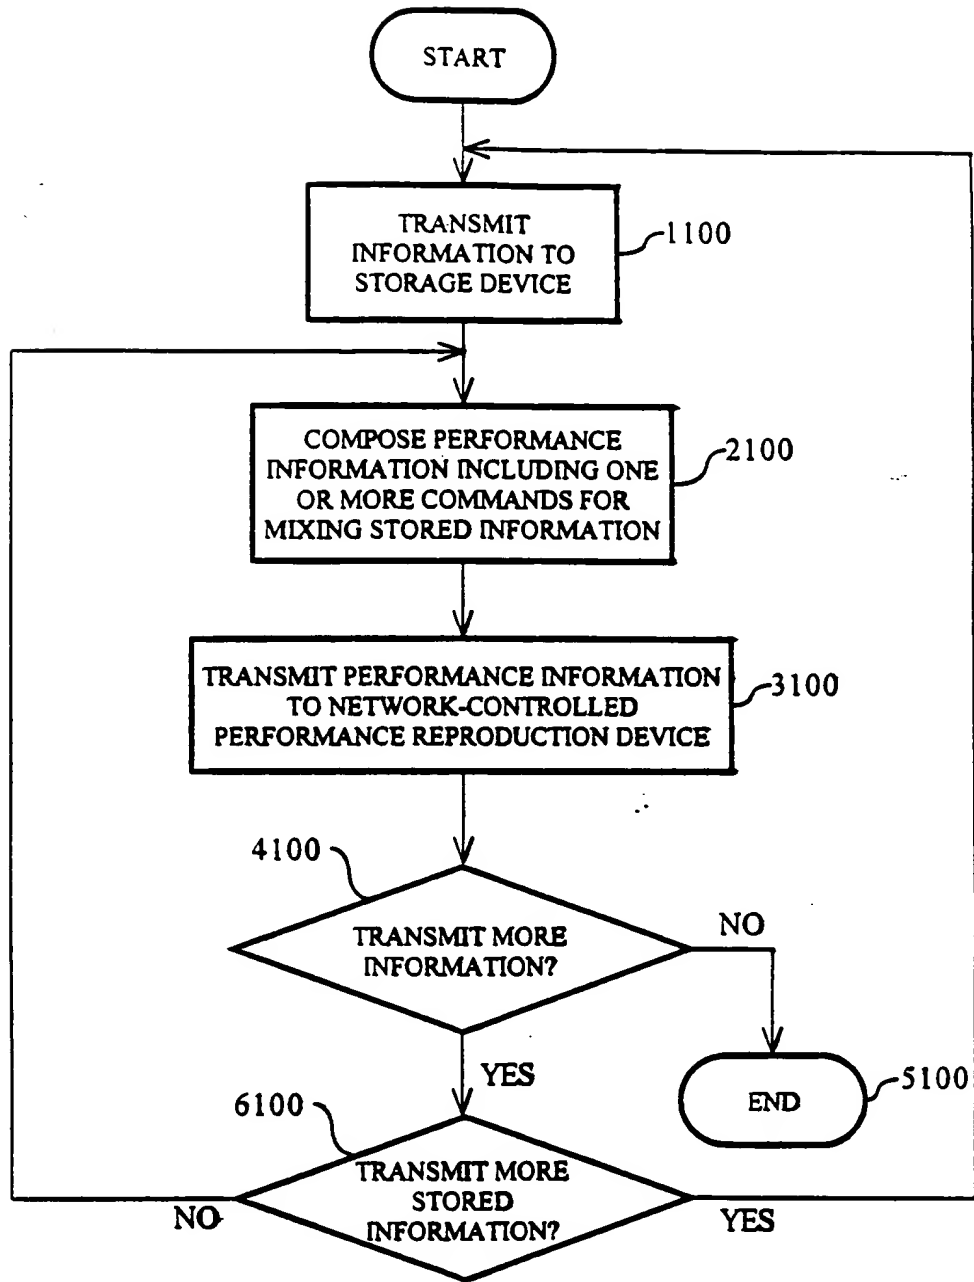 START
TRANSMIT
INFORMATION TO
STORAGE DEVICE
1100
COMPOSE PERFORMANCE
INFORMATION INCLUDING ONE
OR MORE COMMANDS FOR
MIXING STORED INFORMATION
2100
TRANSMIT PERFORMANCE INFORMATION
TO NETWORK-CONTROLLED
PERFORMANCE REPRODUCTION DEVICE
3100
4100
TRANSMIT MORE
INFORMATION?
NO
YES
END
5100
6100
TRANSMIT MORE
STORED
INFORMATION?
NO
YES